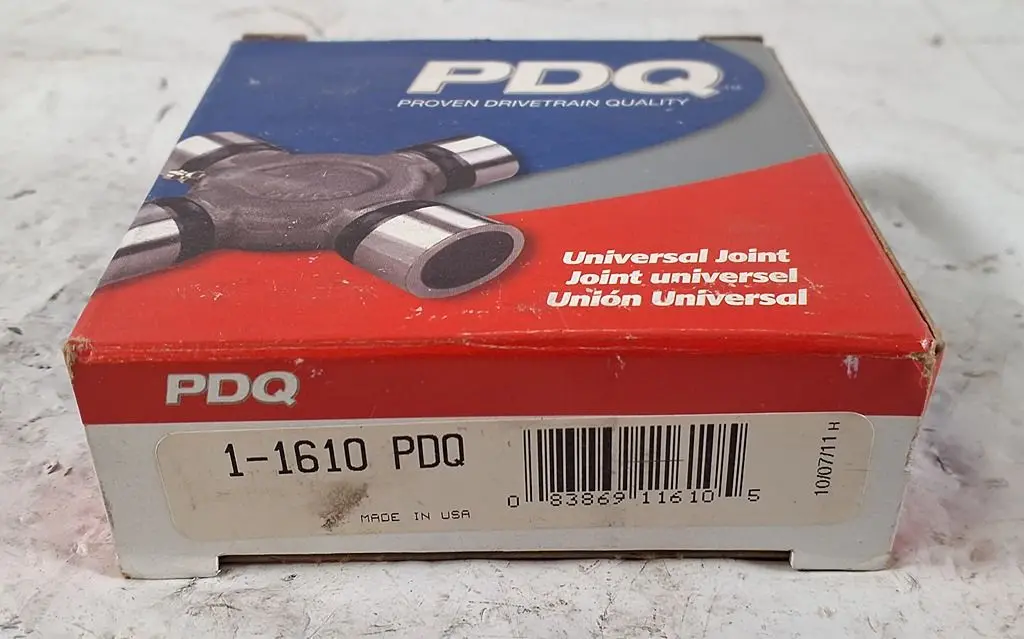 PDQ™
PROVEN DRIVETRAIN QUALITY
Universal Joint
Joint universel
Unión Universal
PDQ
1-1610 PDQ
MADE IN USA
0 83869 11610 5
10/07/11 H